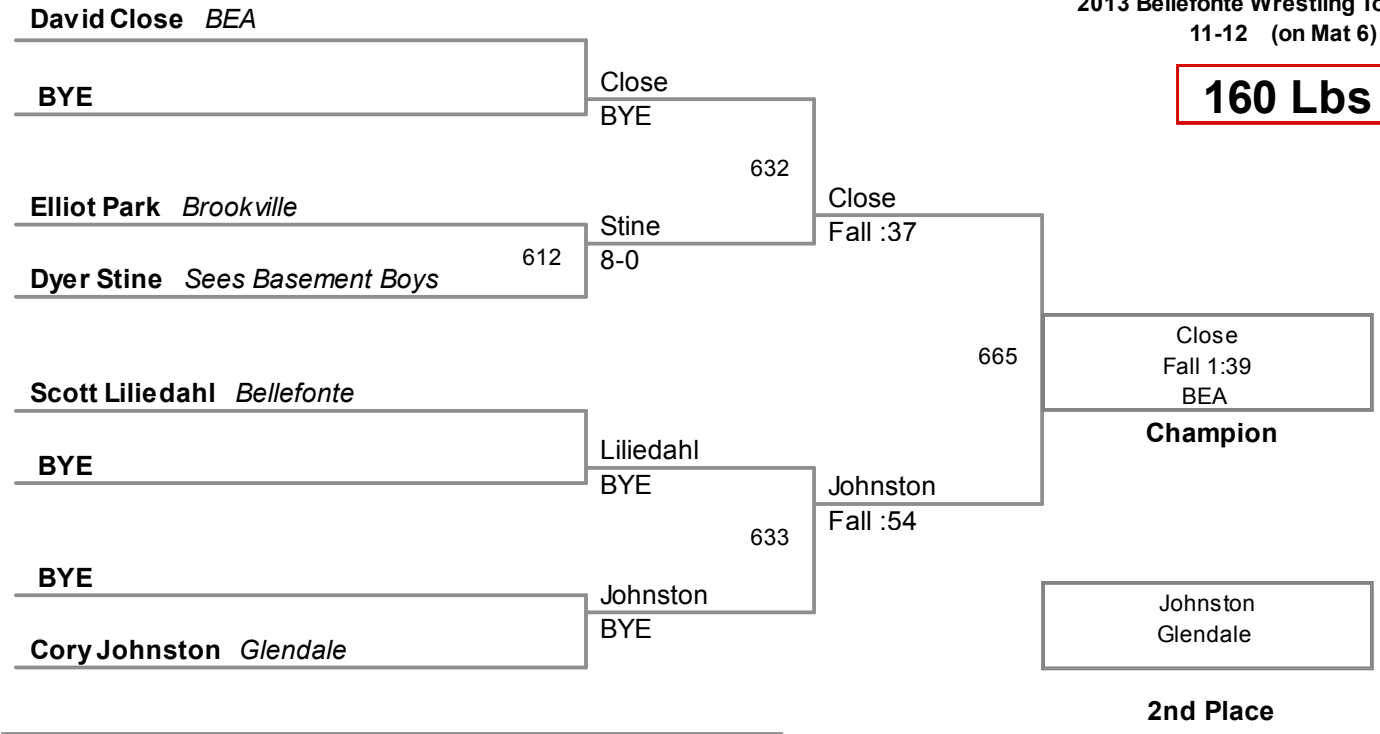 David Close BEA
2013 Bellefonte Wrestling
11-12 (on Mat 6)
160 Lbs
BYE
Close
BYE
632
Elliot Park Brookville
Stine
8-0
612
Dyer Stine Sees Basement Boys
Close
Fall :37
665
Close
Fall 1:39
BEA
Champion
Scott Liliedahl Bellefonte
BYE
Liliedahl
BYE
633
Johnston
Fall :54
BYE
Johnston
BYE
Cory Johnston Glendale
Johnston
Glendale
2nd Place